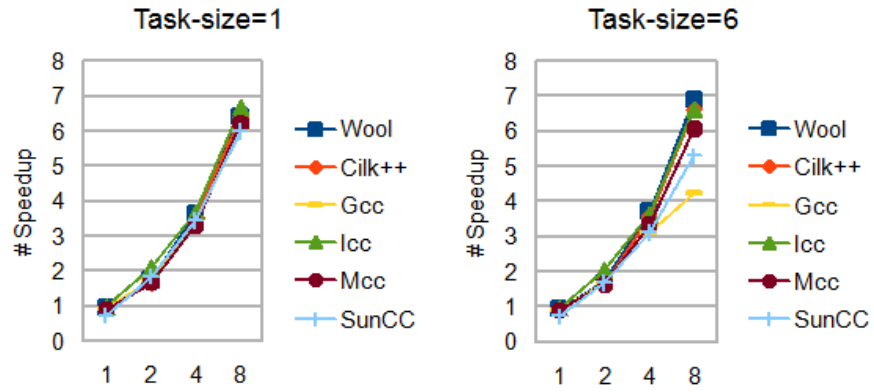 Task-size=1
# Speedup
8
7
6
5
4
3
2
1
0
1 2 4 8
Wool
Cilk++
Gcc
Icc
Mcc
SunCC
Task-size=6
# Speedup
8
7
6
5
4
3
2
1
0
1 2 4 8
Wool
Cilk++
Gcc
Icc
Mcc
SunCC